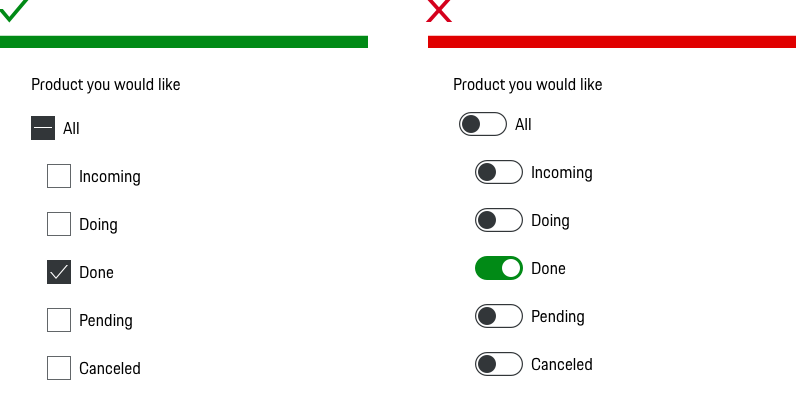 Product you would like
All
Incoming
Doing
Done
Pending
Canceled
Product you would like
All
Incoming
Doing
Done
Pending
Canceled